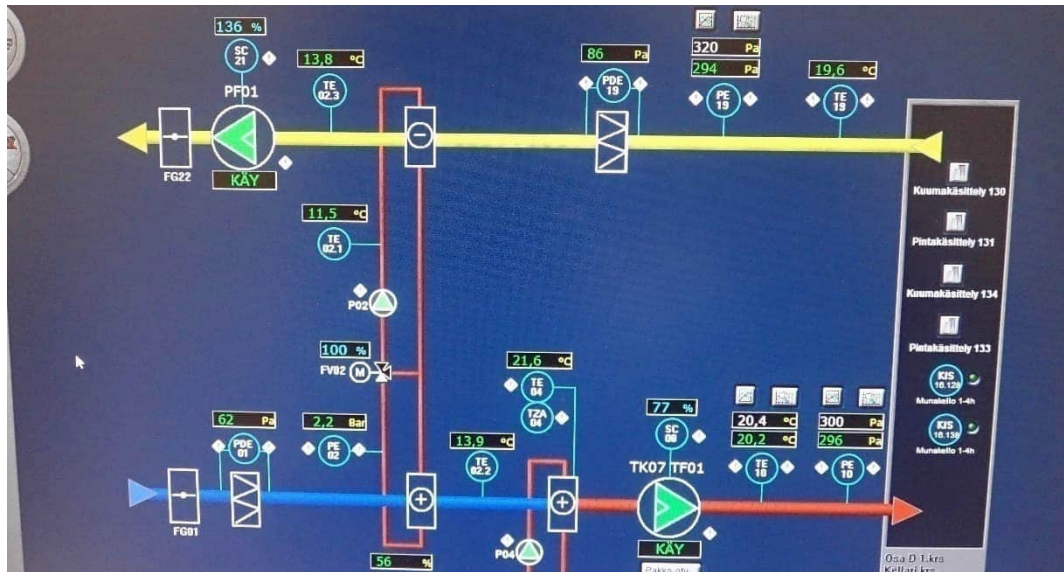 136 %
SC
21
PF01
KÄY
FG22
13,8 °C
TE
02.3
86 Pa
PDE
19
320
294 Pa
PE
19
19,6 °C
TE
19
11,5 °C
TE
02.1
P02
100 %
FV02
M
62 Pa
PDE
01
2,2 Bar
PE
02
FG01
56 %
13,9 °C
TE
02.2
21,6 °C
TE
04
TZA
04
P04
77 %
SC
08
TK07 TF01
KÄY
20,4 °C
20,2 °C
TE
10
300 Pa
296 Pa
PE
10
Kuumakäsittely 130
Pintakäsittely 131
Kuumakäsittely 134
Pintakäsittely 133
KIS
16.128
Munakello 1-4h
KIS
16.138
Munakello 1-4h
Osa D 1.krs